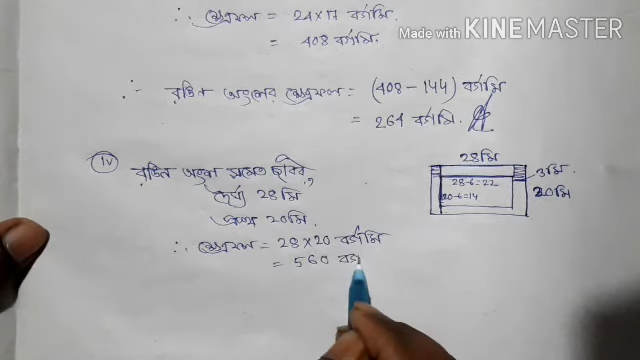 ∴ ক্ষেত্রফল = 24 × 17 বর্গমি.
Made with KINEMASTER
= 408 বর্গমি.
∴ রঙিন অংশের ক্ষেত্রফল = (408 - 144) বর্গমি
= 264 বর্গমি.
iv রঙিন অংশ সমেত ছবির,
দৈর্ঘ্য 28মি
প্রস্থ 20মি.
∴ ক্ষেত্রফল = 28 × 20 বর্গমি
= 560 বর্গ
28মি
3মি.
28-6=22
20-6=14
20মি